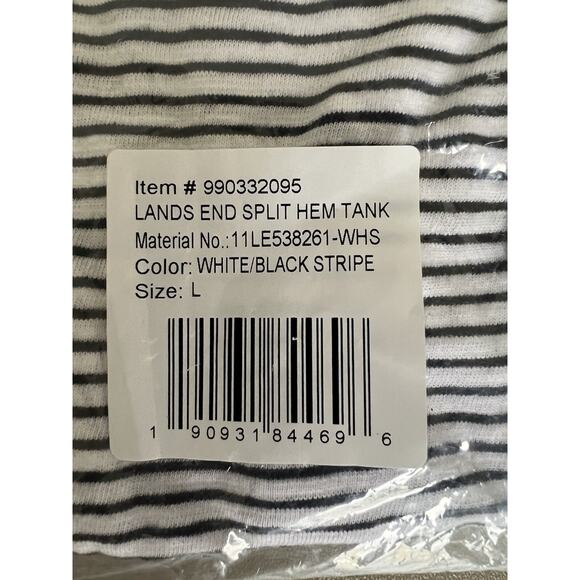 Item # 990332095
LANDS END SPLIT HEM TANK
Material No.:11LE538261-WHS
Color: WHITE/BLACK STRIPE
Size: L
1 90931 84469 6